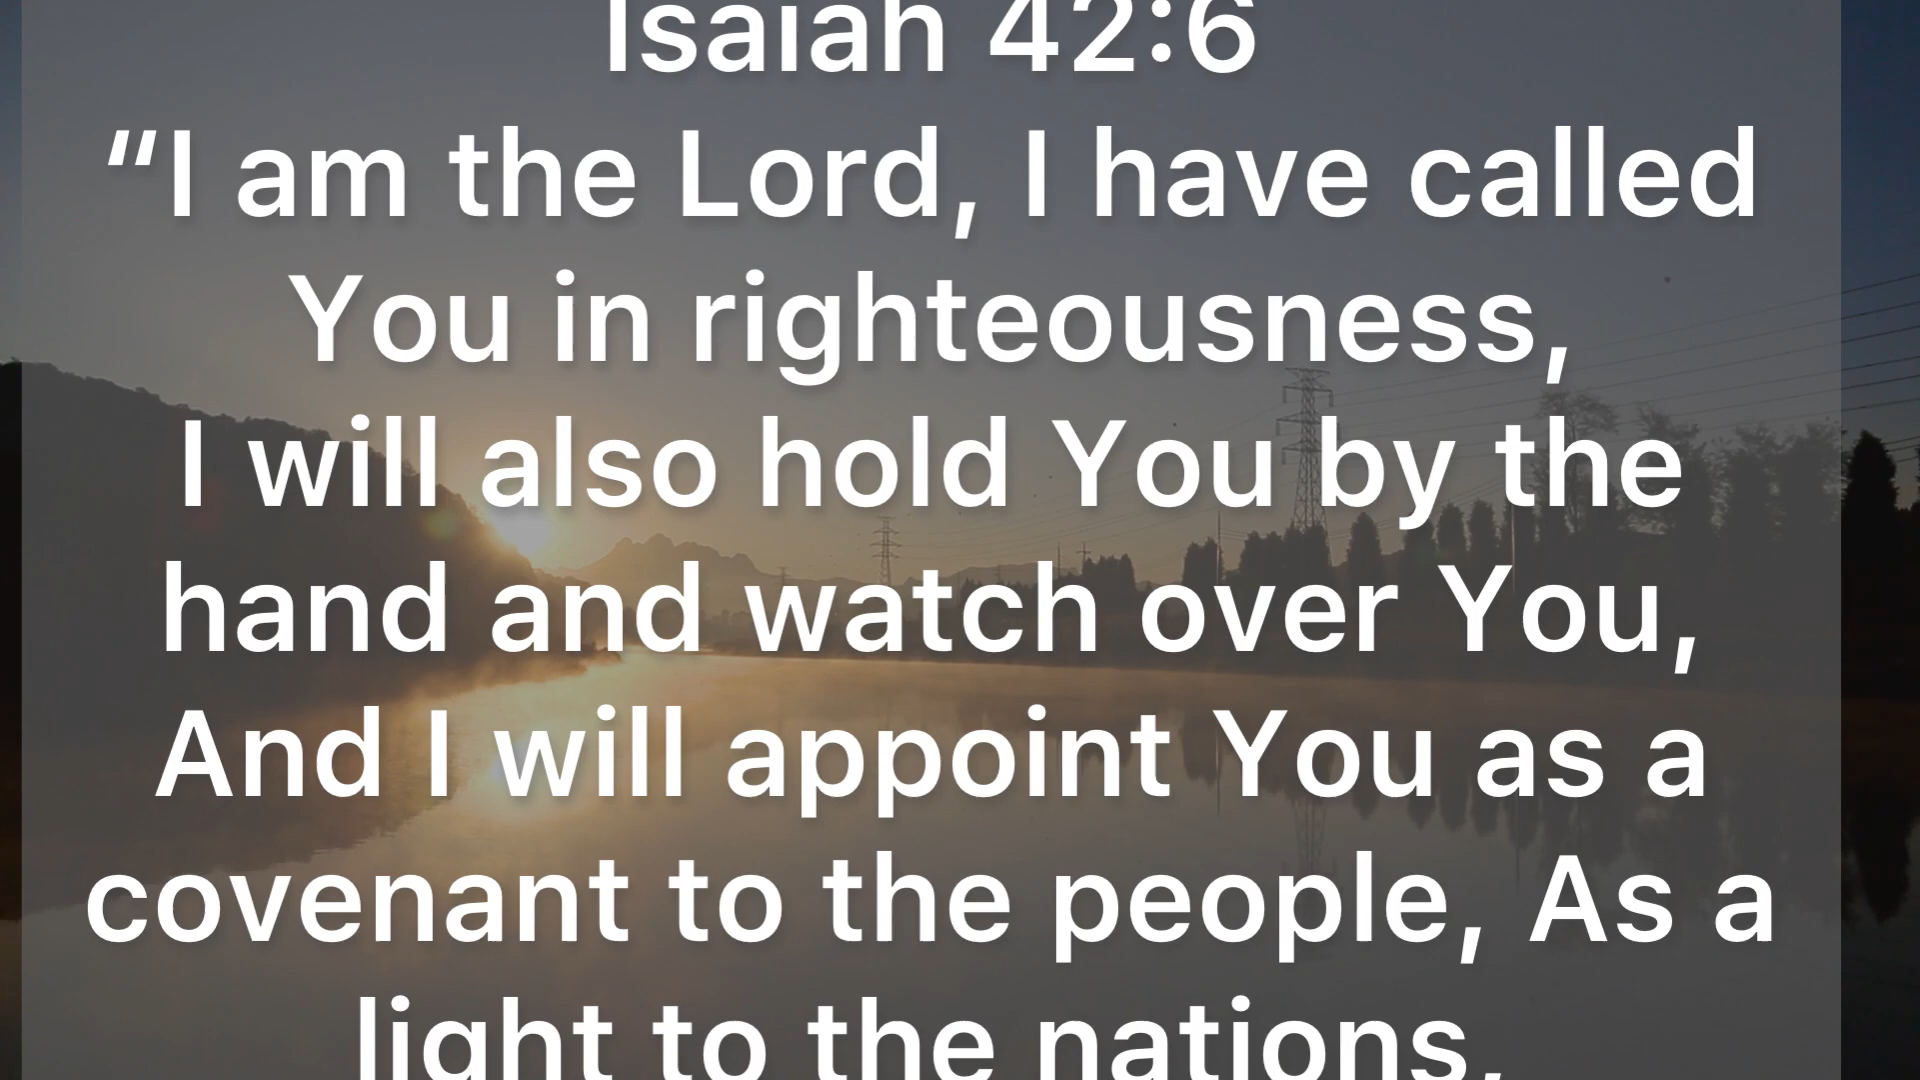 Isaiah 42:6
“I am the Lord, I have called
You in righteousness,
I will also hold You by the
hand and watch over You,
And I will appoint You as a
covenant to the people, As a
light to the nations,